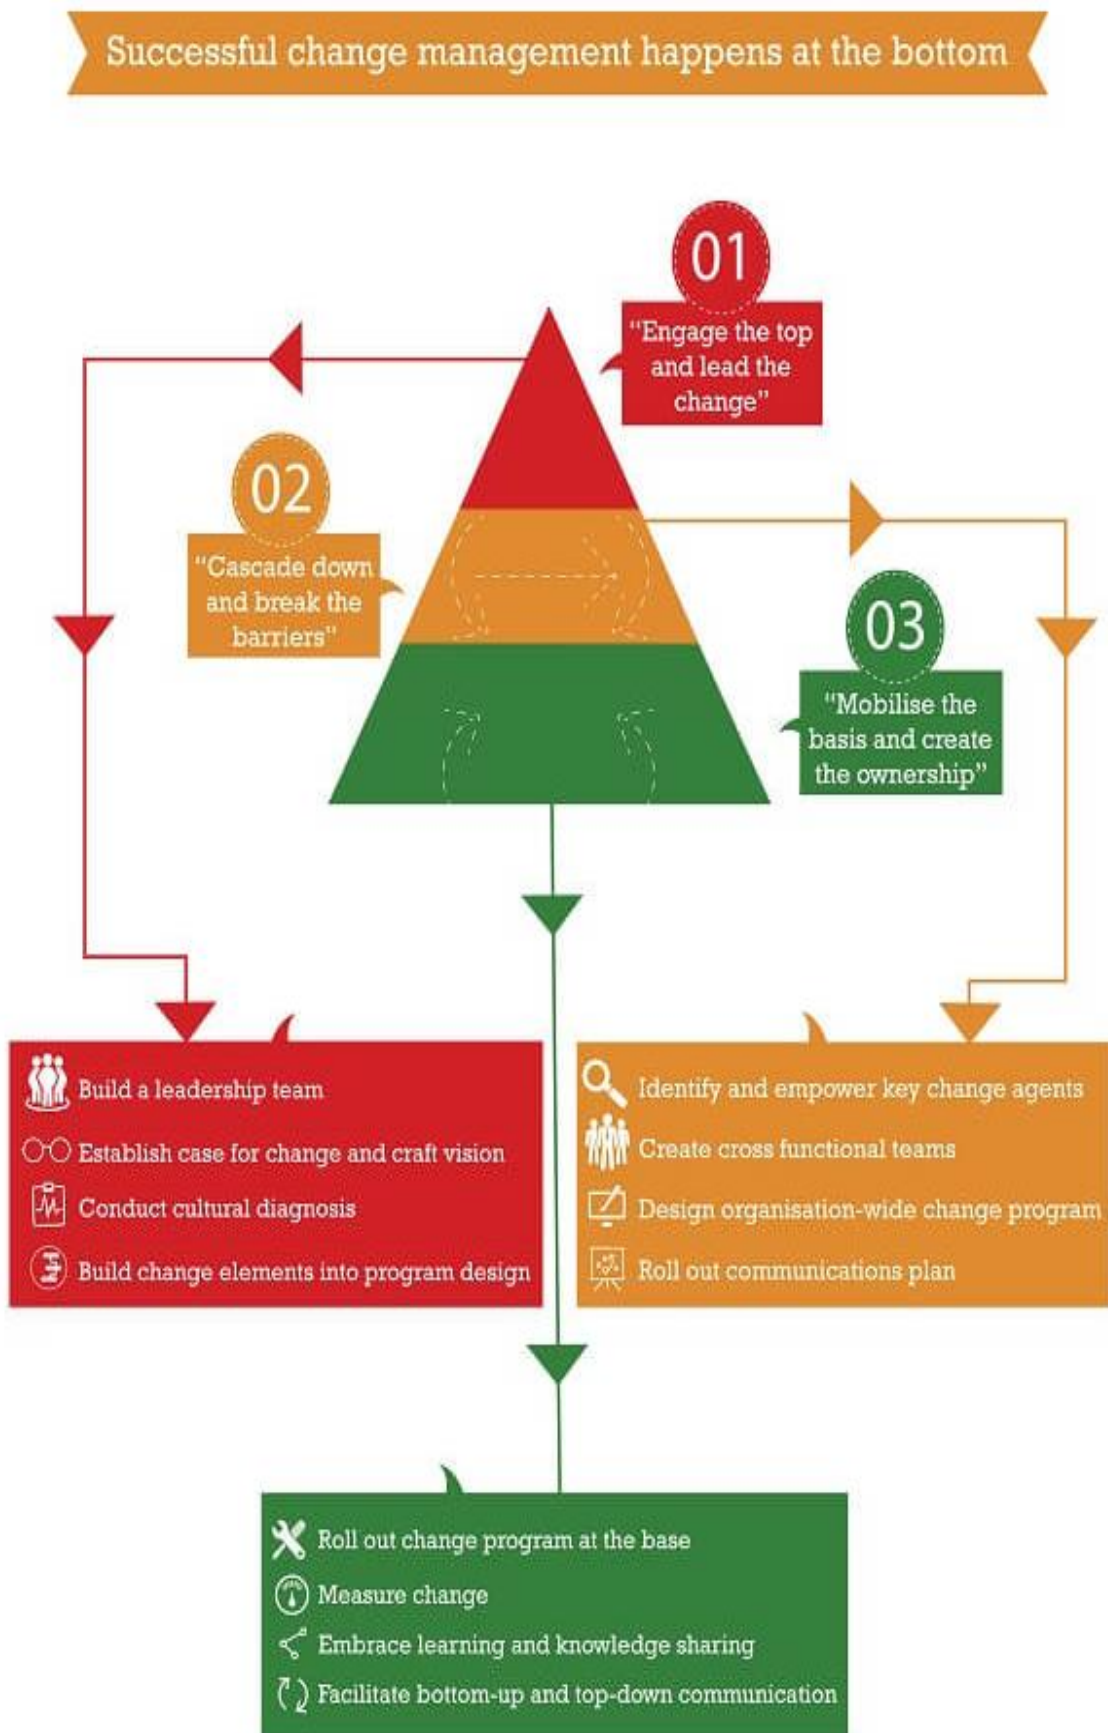 Successful change management happens at the bottom
01
“Engage the top
and lead the
change”
02
“Cascade down
and break the
barriers”
03
“Mobilise the
basis and create
the ownership”
Build a leadership team
Establish case for change and craft vision
Conduct cultural diagnosis
Build change elements into program design
Identify and empower key change agents
Create cross functional teams
Design organisation-wide change program
Roll out communications plan
Roll out change program at the base
Measure change
Embrace learning and knowledge sharing
Facilitate bottom-up and top-down communication